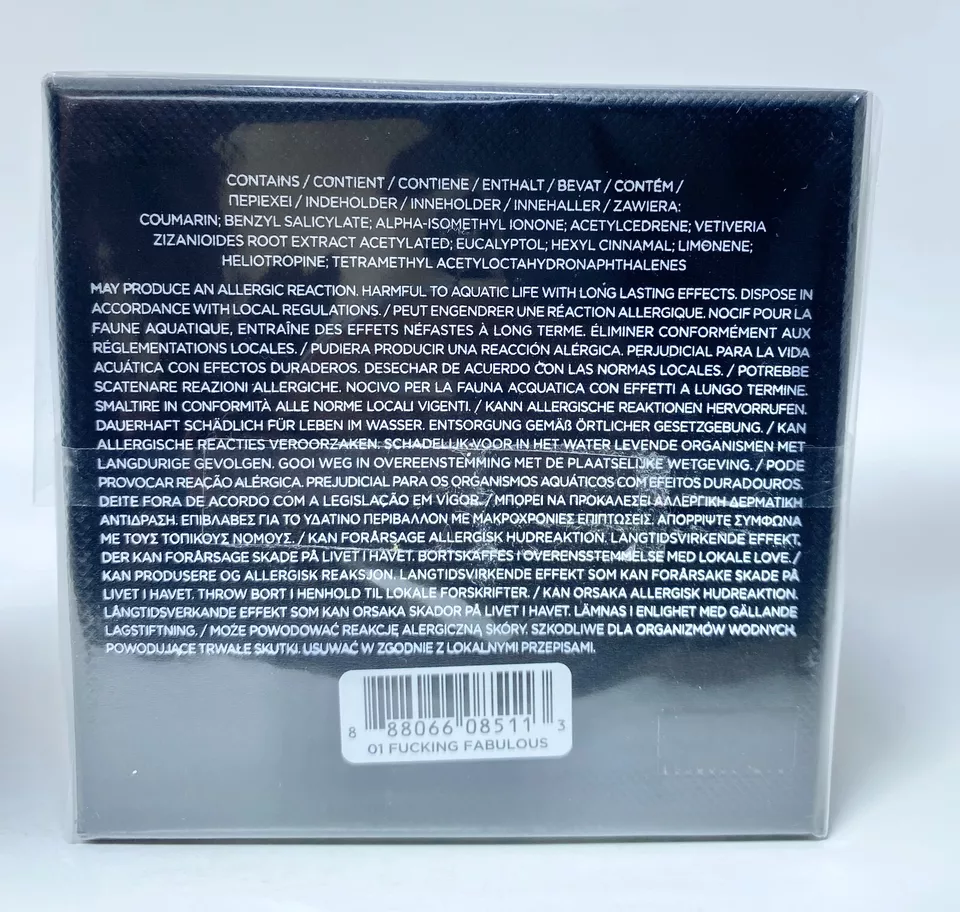 CONTAINS / CONTIENT / CONTIENE / ENTHALT / BEVAT / CONTÉM /
ΠΕΡΙΕΧΕΙ / INDEHOLDER / INNEHOLDER / INNEHALLER / ZAWIERA:
COUMARIN; BENZYL SALICYLATE; ALPHA-ISOMETHYL IONONE; ACETYLCEDRENE; VETIVERIA
ZIZANIOIDES ROOT EXTRACT ACETYLATED; EUCALYPTOL; HEXYL CINNAMAL; LIMONENE;
HELIOTROPINE; TETRAMETHYL ACETYLOCTAHYDRONAPHTHALENES
MAY PRODUCE AN ALLERGIC REACTION. HARMFUL TO AQUATIC LIFE WITH LONG LASTING EFFECTS. DISPOSE IN
ACCORDANCE WITH LOCAL REGULATIONS. / PEUT ENGENDRER UNE RÉACTION ALLERGIQUE. NOCIF POUR LA
FAUNE AQUATIQUE, ENTRAÎNE DES EFFETS NÉFASTES À LONG TERME. ÉLIMINER CONFORMÉMENT AUX
RÉGLEMENTATIONS LOCALES. / PUDIERA PRODUCIR UNA REACCIÓN ALÉRGICA. PERJUDICIAL PARA LA VIDA
ACUÁTICA CON EFECTOS DURADEROS. DESECHAR DE ACUERDO CON LAS NORMAS LOCALES. / POTREBBE
SCATENARE REAZIONI ALLERGICHE. NOCIVO PER LA FAUNA ACQUATICA CON EFFETTI A LUNGO TERMINE.
SMALTIRE IN CONFORMITÀ ALLE NORME LOCALI VIGENTI. / KANN ALLERGISCHE REAKTIONEN HERVORRUFEN.
DAUERHAFT SCHÄDLICH FÜR LEBEN IM WASSER. ENTSORGUNG GEMÄß ÖRTLICHER GESETZGEBUNG. / KAN
ALLERGISCHE REACTIES VEROORZAKEN. SCHADELIJK VOOR IN HET WATER LEVENDE ORGANISMEN MET
LANGDURIGE GEVOLGEN. GOOI WEG IN OVEREENSTEMMING MET DE PLAATSELIJKE WETGEVING. / PODE
PROVOCAR REAÇÃO ALÉRGICA. PREJUDICIAL PARA OS ORGANISMOS AQUÁTICOS COM EFEITOS DURADOUROS.
DEITE FORA DE ACORDO COM A LEGISLAÇÃO EM VIGOR. / ΜΠΟΡΕΙ ΝΑ ΠΡΟΚΑΛΕΣΕΙ ΑΛΛΕΡΓΙΚΗ ΔΕΡΜΑΤΙΚΗ
ΑΝΤΙΔΡΑΣΗ. ΕΠΙΒΛΑΒΕΣ ΓΙΑ ΤΟ ΥΔΑΤΙΝΟ ΠΕΡΙΒΑΛΛΟΝ ΜΕ ΜΑΚΡΟΧΡΟΝΙΕΣ ΕΠΙΠΤΩΣΕΙΣ. ΑΠΟΡΡΙΨΤΕ ΣΥΜΦΩΝΑ
ΜΕ ΤΟΥΣ ΤΟΠΙΚΟΥΣ ΝΟΜΟΥΣ. / KAN FORÅRSAGE ALLERGISK HUDREAKTION. LANGTIDSVIRKENDE EFFEKT,
DER KAN FORÅRSAGE SKADE PÅ LIVET I HAVET. BORTSKAFFES I OVERENSSTEMMELSE MED LOKALE LOVE. /
KAN PRODUSERE OG ALLERGISK REAKSJON. LANGTIDSVIRKENDE EFFEKT SOM KAN FORÅRSAKE SKADE PÅ
LIVET I HAVET. THROW BORT I HENHOLD TIL LOKALE FORSKRIFTER. / KAN ORSAKA ALLERGISK HUDREAKTION.
LÅNGTIDSVERKANDE EFFEKT SOM KAN ORSAKA SKADOR PÅ LIVET I HAVET. LÄMNAS I ENLIGHET MED GÄLLANDE
LAGSTIFTNING. / MOŻE POWODOWAĆ REAKCJĘ ALERGICZNĄ SKÓRY. SZKODLIWE DLA ORGANIZMÓW WODNYCH,
POWODUJĄCE TRWAŁE SKUTKI. USUWAĆ W ZGODNIE Z LOKALNYMI PRZEPISAMI.
8 88066 08511 3
01 FUCKING FABULOUS